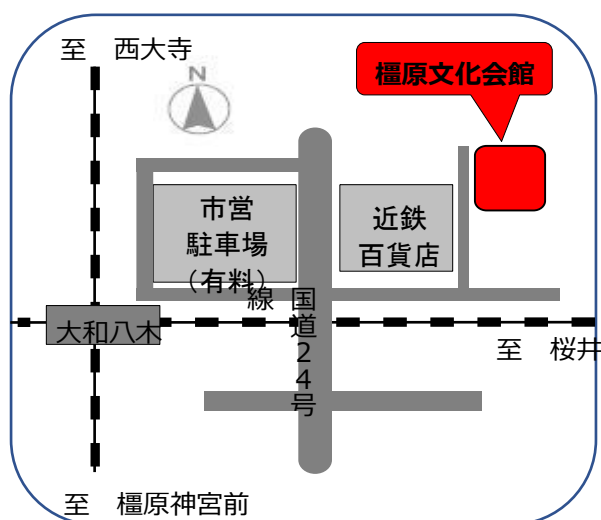 至 西大寺
N
橿原文化会館
市営
駐車場
(有料)
近鉄
百貨店
国道24号
線
大和八木
至 桜井
至 橿原神宮前